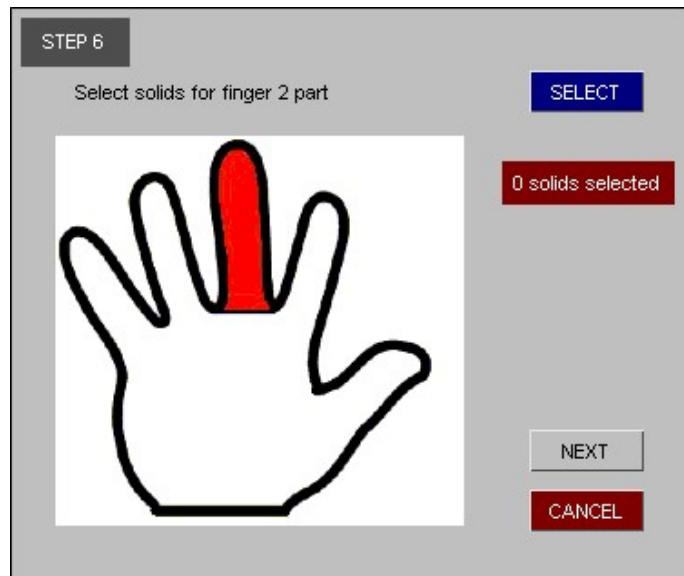 STEP 6
Select solids for finger 2 part
SELECT
0 solids selected
NEXT
CANCEL